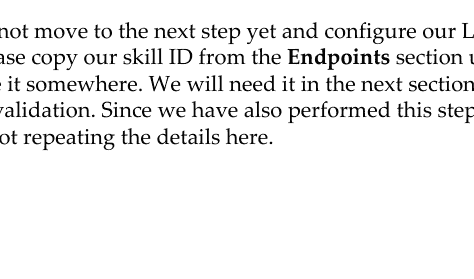 not move to the next step yet and configure our L
ase copy our skill ID from the Endpoints section u
it somewhere. We will need it in the next section
validation. Since we have also performed this step
ot repeating the details here.